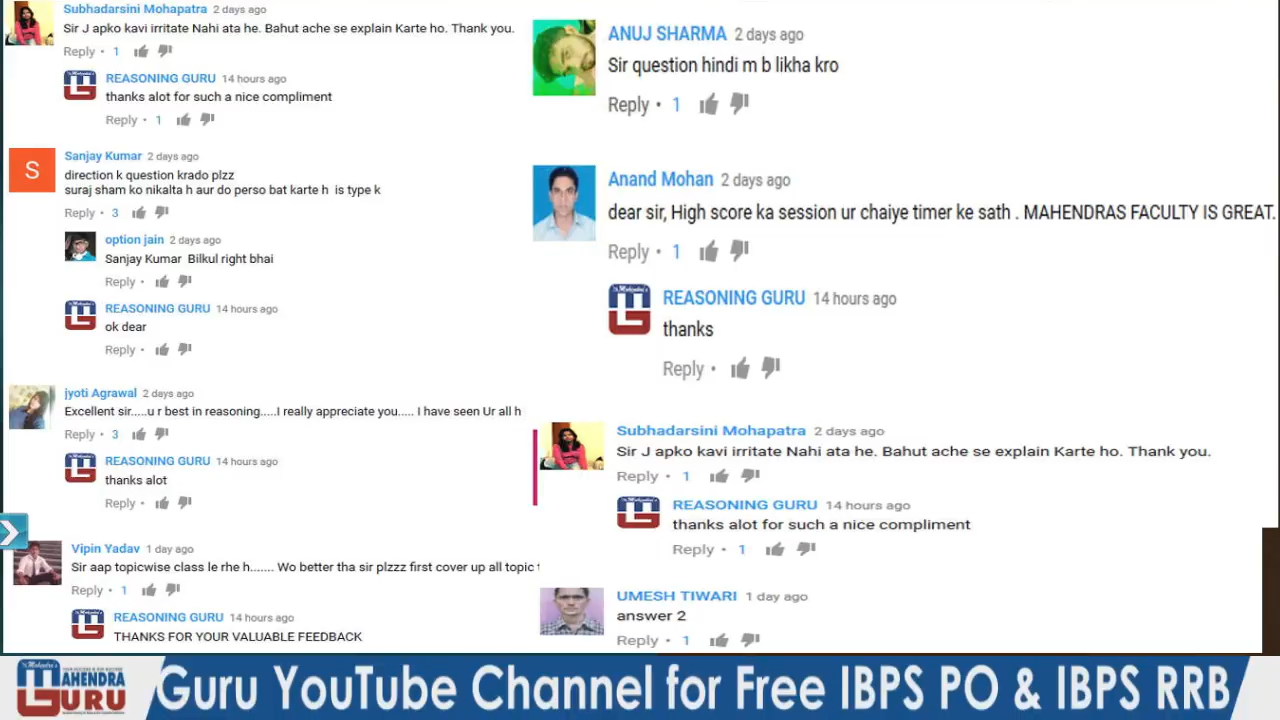 Subhadarsini Mohapatra 2 days ago
Sir J apko kavi irritate Nahi ata he. Bahut ache se explain Karte ho. Thank you.
Reply • 1
REASONING GURU 14 hours ago
thanks alot for such a nice compliment
Reply • 1
S
Sanjay Kumar 2 days ago
direction k question krado plzz
suraj sham ko nikalta h aur do perso bat karte h is type k
Reply • 3
option jain 2 days ago
Sanjay Kumar Bilkul right bhai
Reply •
REASONING GURU 14 hours ago
ok dear
Reply •
jyoti Agrawal 2 days ago
Excellent sir.....u r best in reasoning.....I really appreciate you..... I have seen Ur all h
Reply • 3
REASONING GURU 14 hours ago
thanks alot
Reply •
Vipin Yadav 1 day ago
Sir aap topicwise class le rhe h....... Wo better tha sir plzzz first cover up all topic
Reply • 1
REASONING GURU 14 hours ago
THANKS FOR YOUR VALUABLE FEEDBACK
ANUJ SHARMA 2 days ago
Sir question hindi m b likha kro
Reply • 1
Anand Mohan 2 days ago
dear sir, High score ka session ur chaiye timer ke sath . MAHENDRAS FACULTY IS GREAT.
Reply • 1
REASONING GURU 14 hours ago
thanks
Reply •
Subhadarsini Mohapatra 2 days ago
Sir J apko kavi irritate Nahi ata he. Bahut ache se explain Karte ho. Thank you.
Reply • 1
REASONING GURU 14 hours ago
thanks alot for such a nice compliment
Reply • 1
UMESH TIWARI 1 day ago
answer 2
Reply • 1
MAHENDRA
GURU
Guru YouTube Channel for Free IBPS PO & IBPS RRB